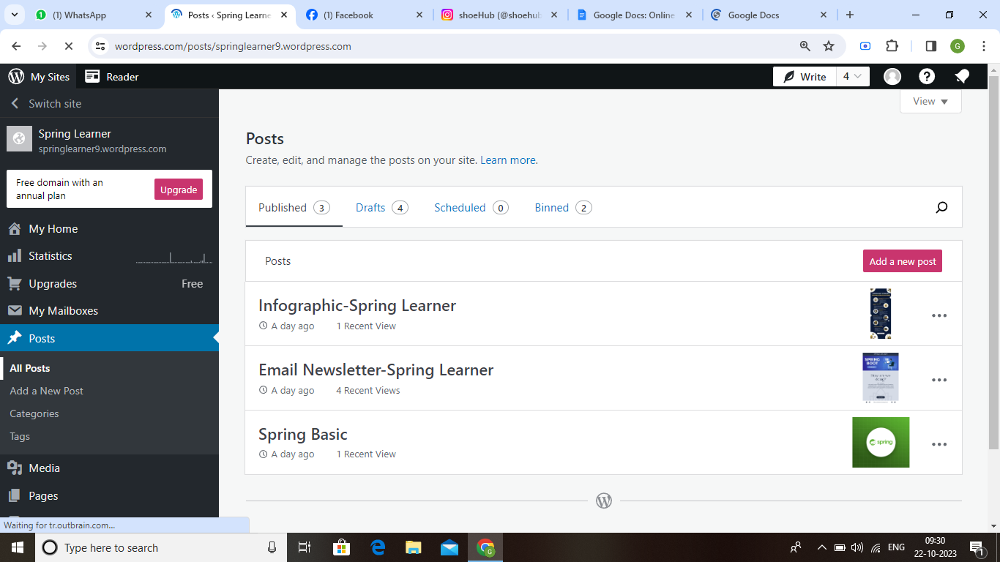 (1) WhatsApp
Posts ‹ Spring Learne
(1) Facebook
shoeHub (@shoehub
Google Docs: Online
Google Docs
wordpress.com/posts/springlearner9.wordpress.com
G
My Sites
Reader
Write
4
?
Switch site
View
Spring Learner
springlearner9.wordpress.com
Posts
Create, edit, and manage the posts on your site. Learn more.
Free domain with an
annual plan
Upgrade
Published 3
Drafts 4
Scheduled 0
Binned 2
My Home
Statistics
Upgrades
Free
My Mailboxes
Posts
All Posts
Add a New Post
Categories
Tags
Media
Pages
Posts
Add a new post
Infographic-Spring Learner
A day ago
1 Recent View
Email Newsletter-Spring Learner
A day ago
4 Recent Views
SPRING
BOOT
Spring Basic
A day ago
1 Recent View
spring
Waiting for tr.outbrain.com...
Type here to search
G
ENG
09:30
22-10-2023
1